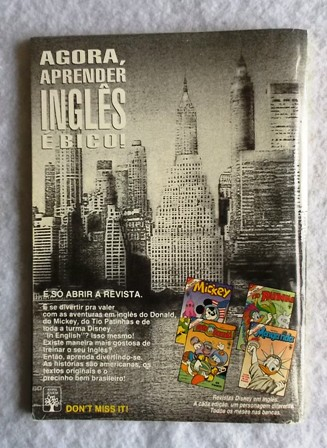 AGORA,
APRENDER
INGLÊS
É BICO!
É SÓ ABRIR A REVISTA.
E se divertir pra valer
com as aventuras em inglês do Donald,
do Mickey, do Tio Patinhas e de
toda a turma Disney.
"In English"? Isso mesmo!
Existe maneira mais gostosa de
treinar o seu inglês?
Então, aprenda divertindo-se.
As histórias são americanas, os
textos originais e o
precinho bem brasileiro!
DON'T MISS IT!
Mickey
Revistas Disney em inglês.
A cada edição, um personagem diferente.
Todos os meses nas bancas.